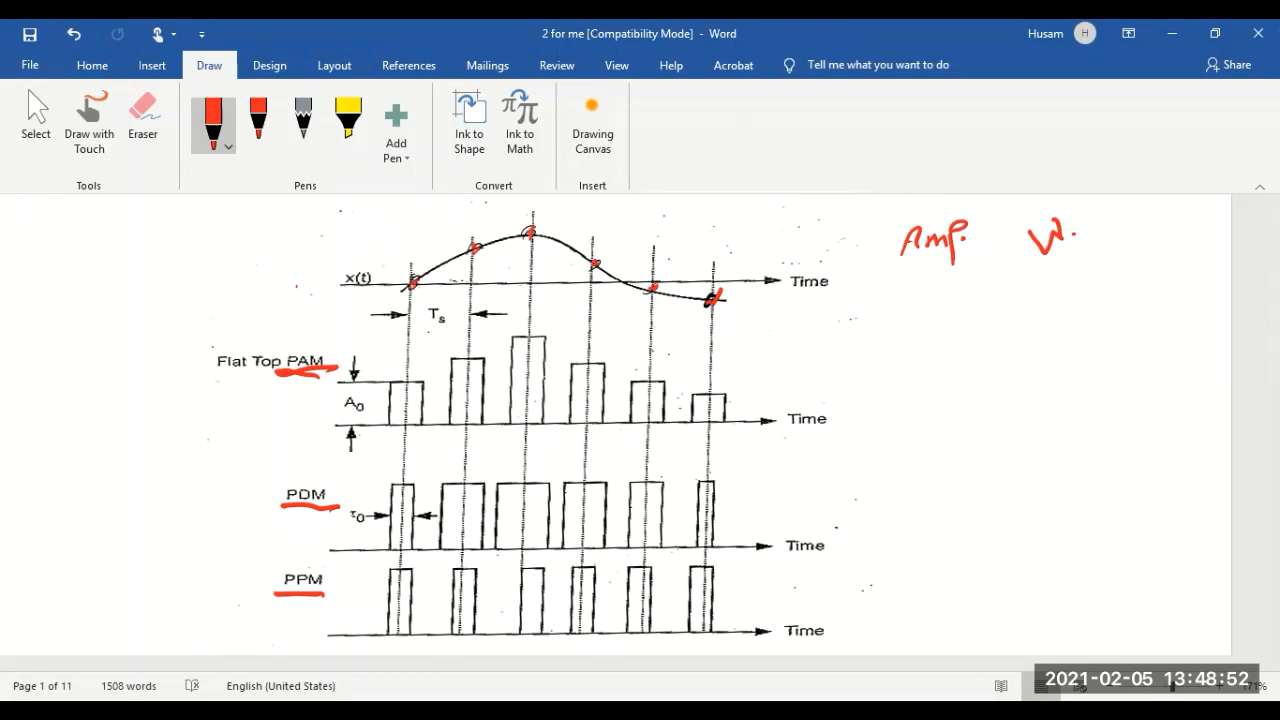 2 for me [Compatibility Mode] - Word
Husam H
File Home Insert Draw Design Layout References Mailings Review View Help Acrobat Tell me what you want to do Share
Select Draw with Touch Eraser Add Pen Ink to Shape Ink to Math Drawing Canvas
Tools Pens Convert Insert
Amp. W.
x(t) Time
Ts
Flat Top PAM
A0 Time
PDM
τ0
Time
PPM
Time
2021-02-05 13:48:52
Page 1 of 11 1508 words English (United States) 171%